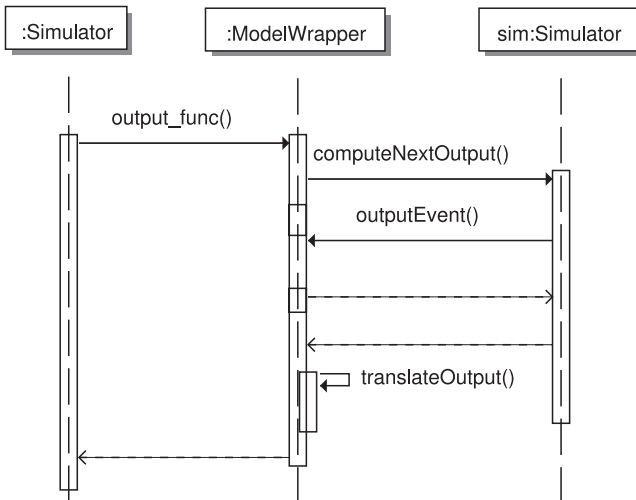 :Simulator
:ModelWrapper
sim:Simulator
output_func()
computeNextOutput()
outputEvent()
translateOutput()